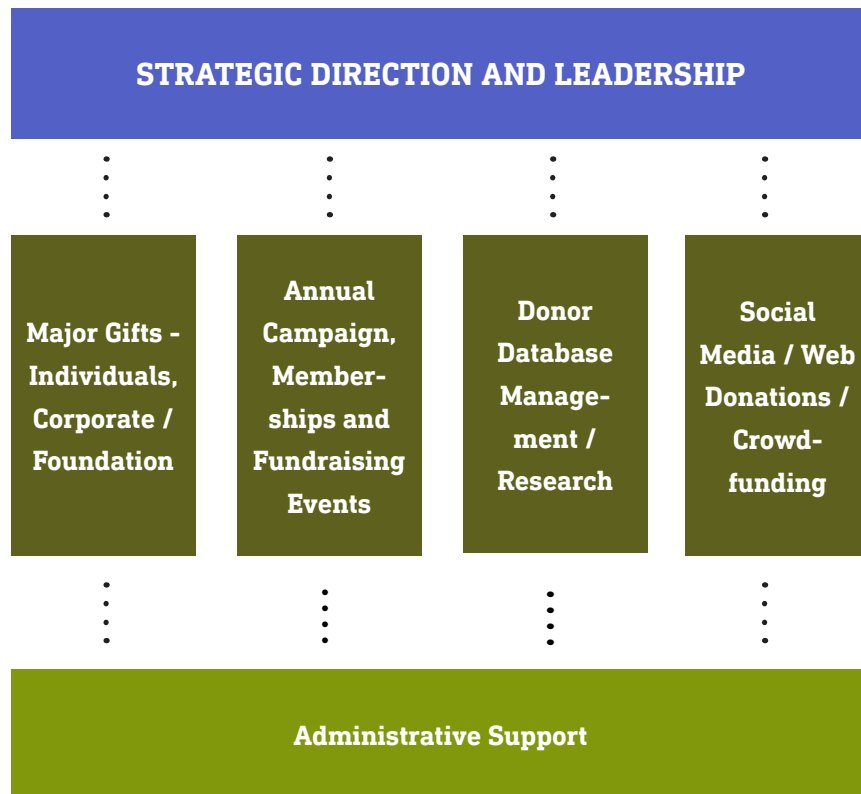 STRATEGIC DIRECTION AND LEADERSHIP
Major Gifts -
Individuals,
Corporate /
Foundation
Annual
Campaign,
Member-
ships and
Fundraising
Events
Donor
Database
Manage-
ment /
Research
Social
Media / Web
Donations /
Crowd-
funding
Administrative Support